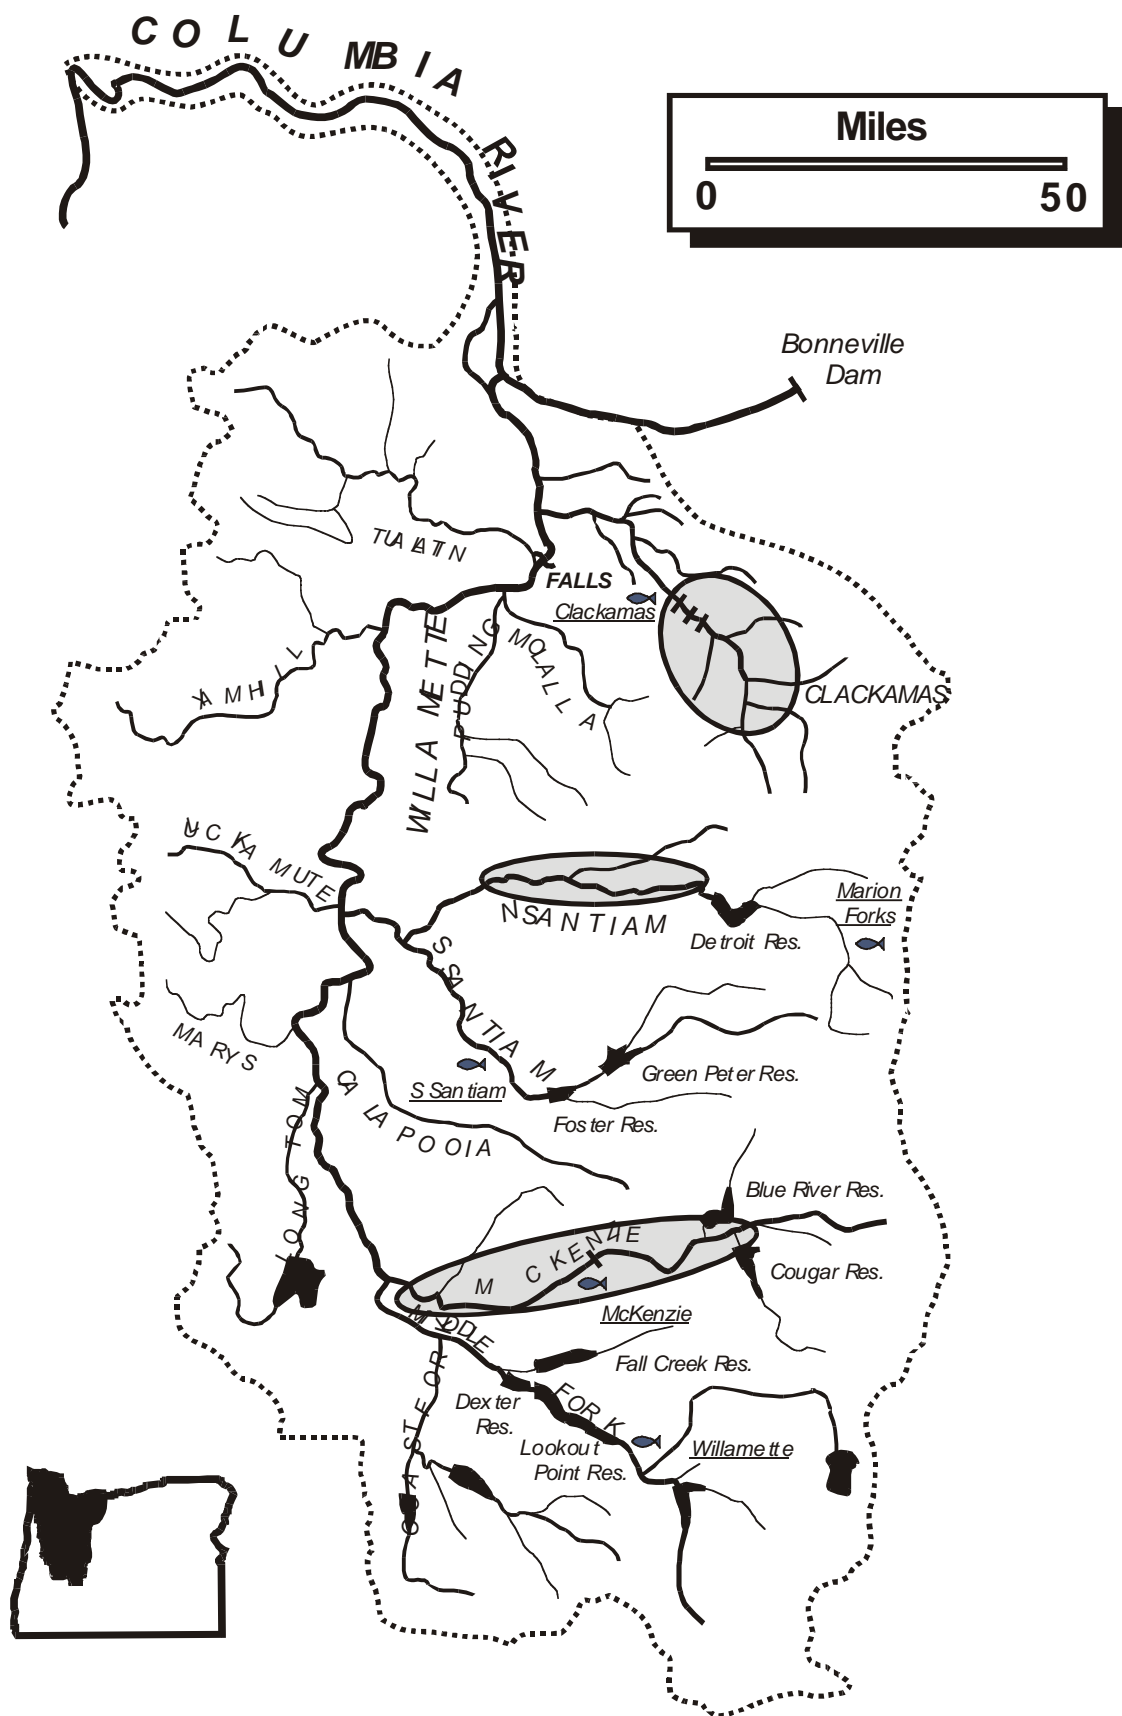 COLUMBIA RIVER
Miles
0 50
Bonneville
Dam
TUALATIN
FALLS
Clackamas
CLACKAMAS
YAMHILL
WILLAMETTE
PUDDING
MOLALLA
LUCKIAMUTE
N SANTIAM
Marion
Forks
Detroit Res.
S SANTIAM
MARYS
Green Peter Res.
S Santiam
Foster Res.
CALAPOOIA
LONG TOM
Blue River Res.
MCKENZIE
Cougar Res.
McKenzie
MIDDLE FORK
Fall Creek Res.
Dexter
Res.
COAST FOR
Lookout
Point Res.
Willamette